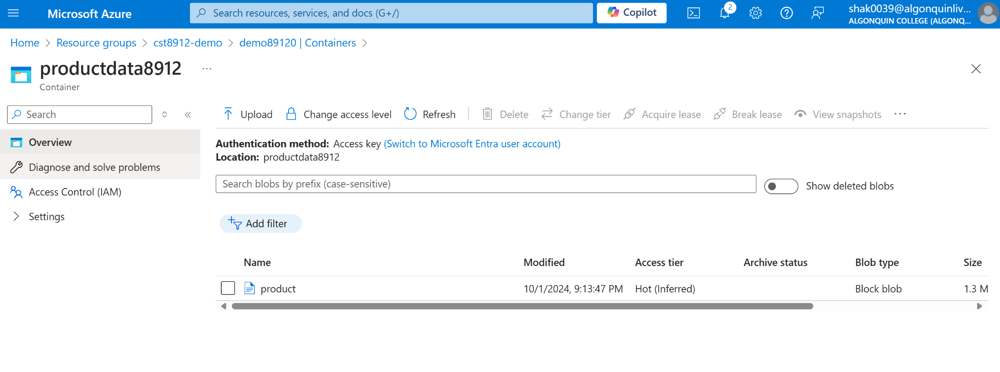 Microsoft Azure
Search resources, services, and docs (G+/)
Copilot
2
shak0039@algonquinliv...
ALGONQUIN COLLEGE (ALGONQ...
Home > Resource groups > cst8912-demo > demo89120 | Containers >
productdata8912 ...
Container
Search
Upload
Change access level
Refresh
Delete
Change tier
Acquire lease
Break lease
View snapshots
...
Overview
Diagnose and solve problems
Access Control (IAM)
Settings
Authentication method: Access key (Switch to Microsoft Entra user account)
Location: productdata8912
Search blobs by prefix (case-sensitive)
Show deleted blobs
Add filter
Name Modified Access tier Archive status Blob type Size
product 10/1/2024, 9:13:47 PM Hot (Inferred) Block blob 1.3 M